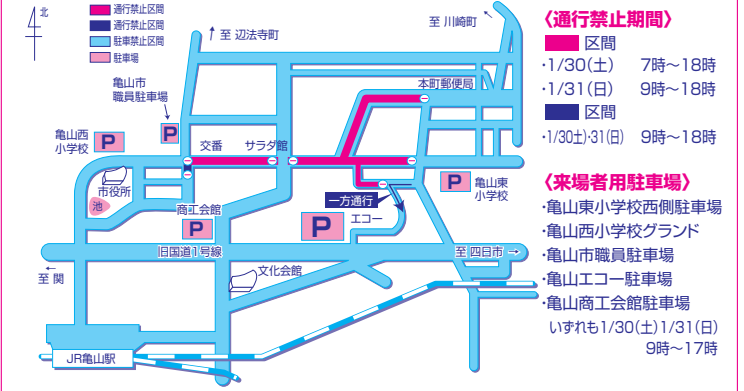 北
通行禁止区間
通行禁止区間
駐車禁止区間
駐車場
至 辺法寺町
至 川崎町
亀山市
職員駐車場
P
亀山西
小学校
P
交番
サラダ館
本町郵便局
市役所
池
商工会館
P
P
エコー
一方通行
P
亀山東
小学校
旧国道1号線
至 四日市 →
←
至 関
文化会館
JR亀山駅
〈通行禁止期間〉
区間
・1/30(土) 7時～18時
・1/31(日) 9時～18時
区間
・1/30(土)・31(日) 9時～18時
〈来場者用駐車場〉
・亀山東小学校西側駐車場
・亀山西小学校グランド
・亀山市職員駐車場
・亀山エコー駐車場
・亀山商工会館駐車場
いずれも1/30(土)1/31(日)
9時～17時